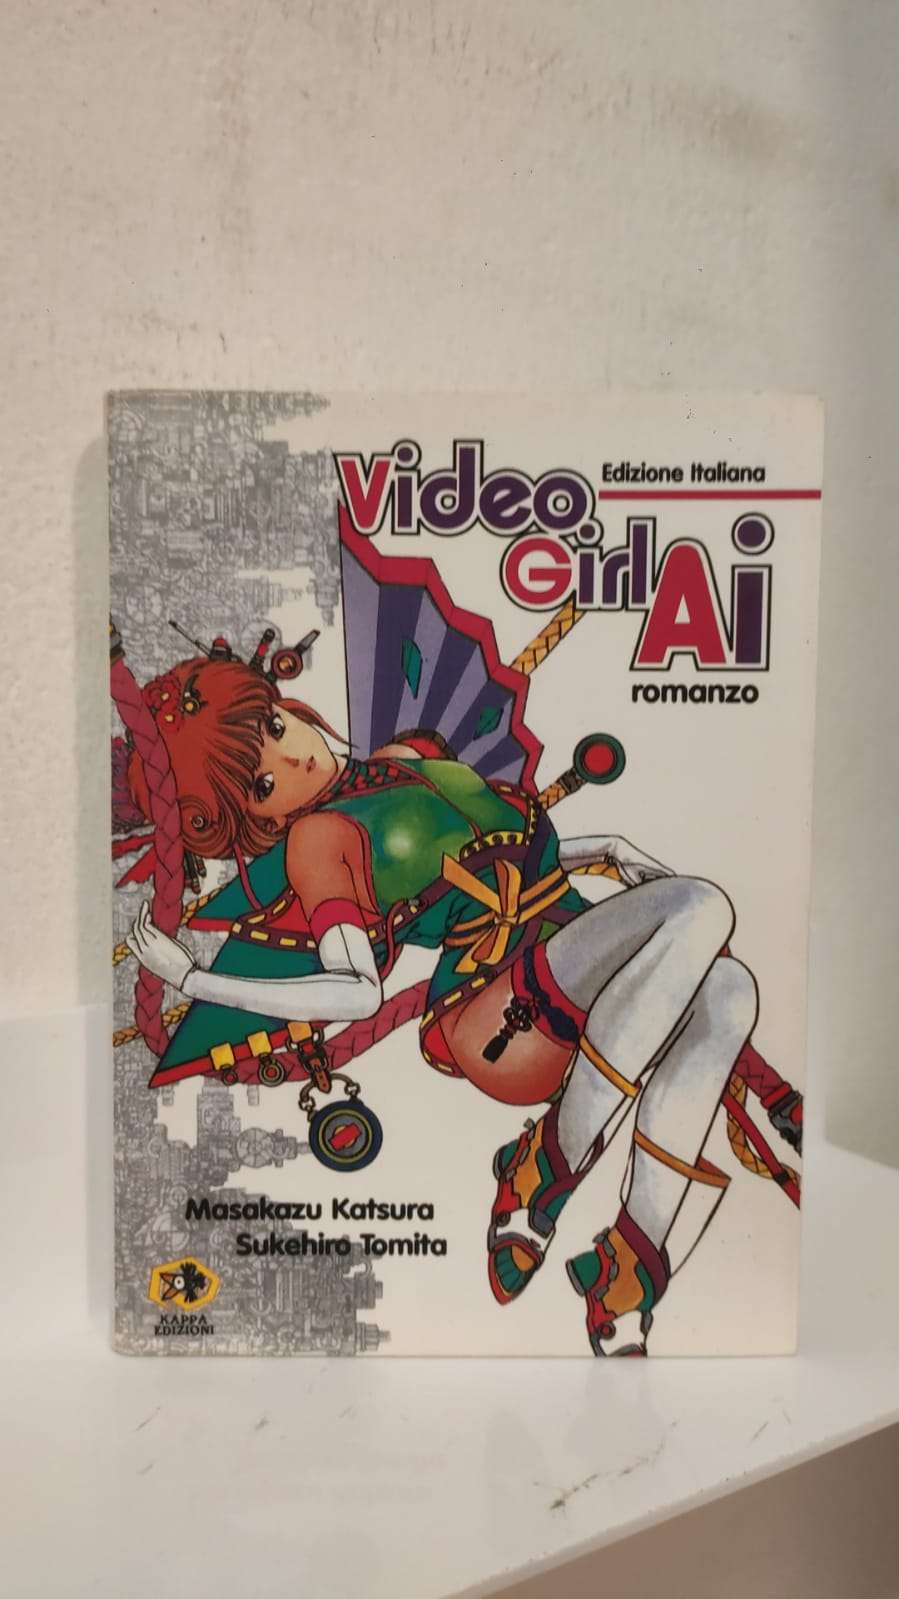 Video
Edizione Italiana
Girl Ai
romanzo
Masakazu Katsura
Sukehiro Tomita
KAPPA
EDIZIONI